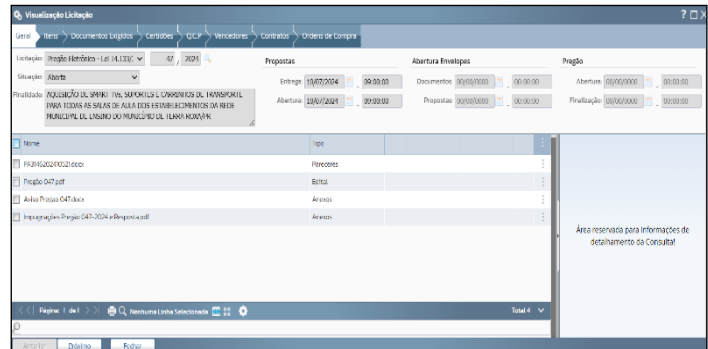 Visualização Licitação
Geral Itens Documentos Exigidos Certidões Q.C.P Vencedores Contratos Ordens de Compra
Licitação: Pregão Eletrônico - Lei 14.133/ 47 / 2024
Situação: Aberta
Finalidade: AQUISIÇÃO DE SMART TVs, SUPORTES E CARRINHOS DE TRANSPORTE
PARA TODAS AS SALAS DE AULA DOS ESTABELECIMENTOS DA REDE
MUNICIPAL DE ENSINO DO MUNICÍPIO DE TERRA ROXA/PR
Propostas
Entrega: 10/07/2024 - 09:00:00
Abertura: 10/07/2024 - 09:00:00
Abertura Envelopes
Documentos: 00/00/0000 - 00:00:00
Propostas: 00/00/0000 - 00:00:00
Pregão
Abertura: 00/00/0000 - 00:00:00
Finalização: 00/00/0000 - 00:00:00
Nome Tipo
Pareceres
Pregão 047.pdf Edital
Aviso Pregao 047.docx Anexos
Impugnações Pregão 047-2024 e Resposta.pdf Anexos
Área reservada para informações de
detalhamento da Consulta!
Página: 1 de 1 Nenhuma Linha Selecionada Total: 4
Anterior Próximo Fechar